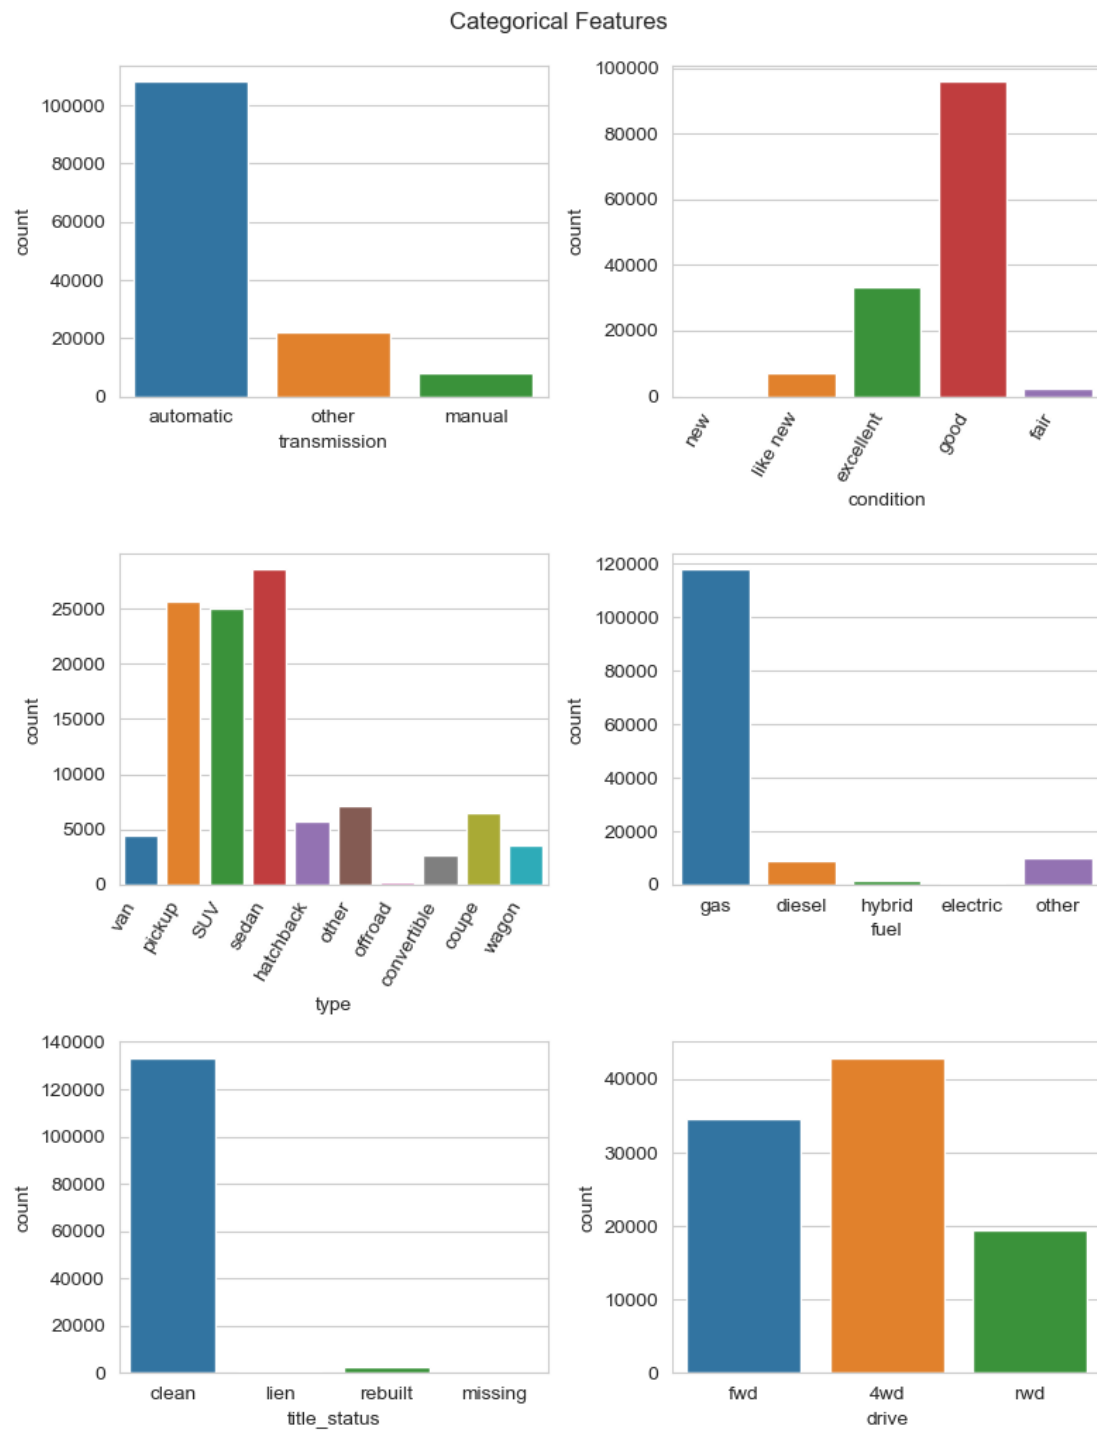 Categorical Features
100000
80000
60000
40000
20000
0
count
automatic other manual
transmission
100000
80000
60000
40000
20000
0
count
new like new excellent good fair
condition
25000
20000
15000
10000
5000
0
count
van pickup SUV sedan hatchback other offroad convertible coupe wagon
type
120000
100000
80000
60000
40000
20000
0
count
gas diesel hybrid electric other
fuel
140000
120000
100000
80000
60000
40000
20000
0
count
clean lien rebuilt missing
title_status
40000
30000
20000
10000
0
count
fwd 4wd rwd
drive